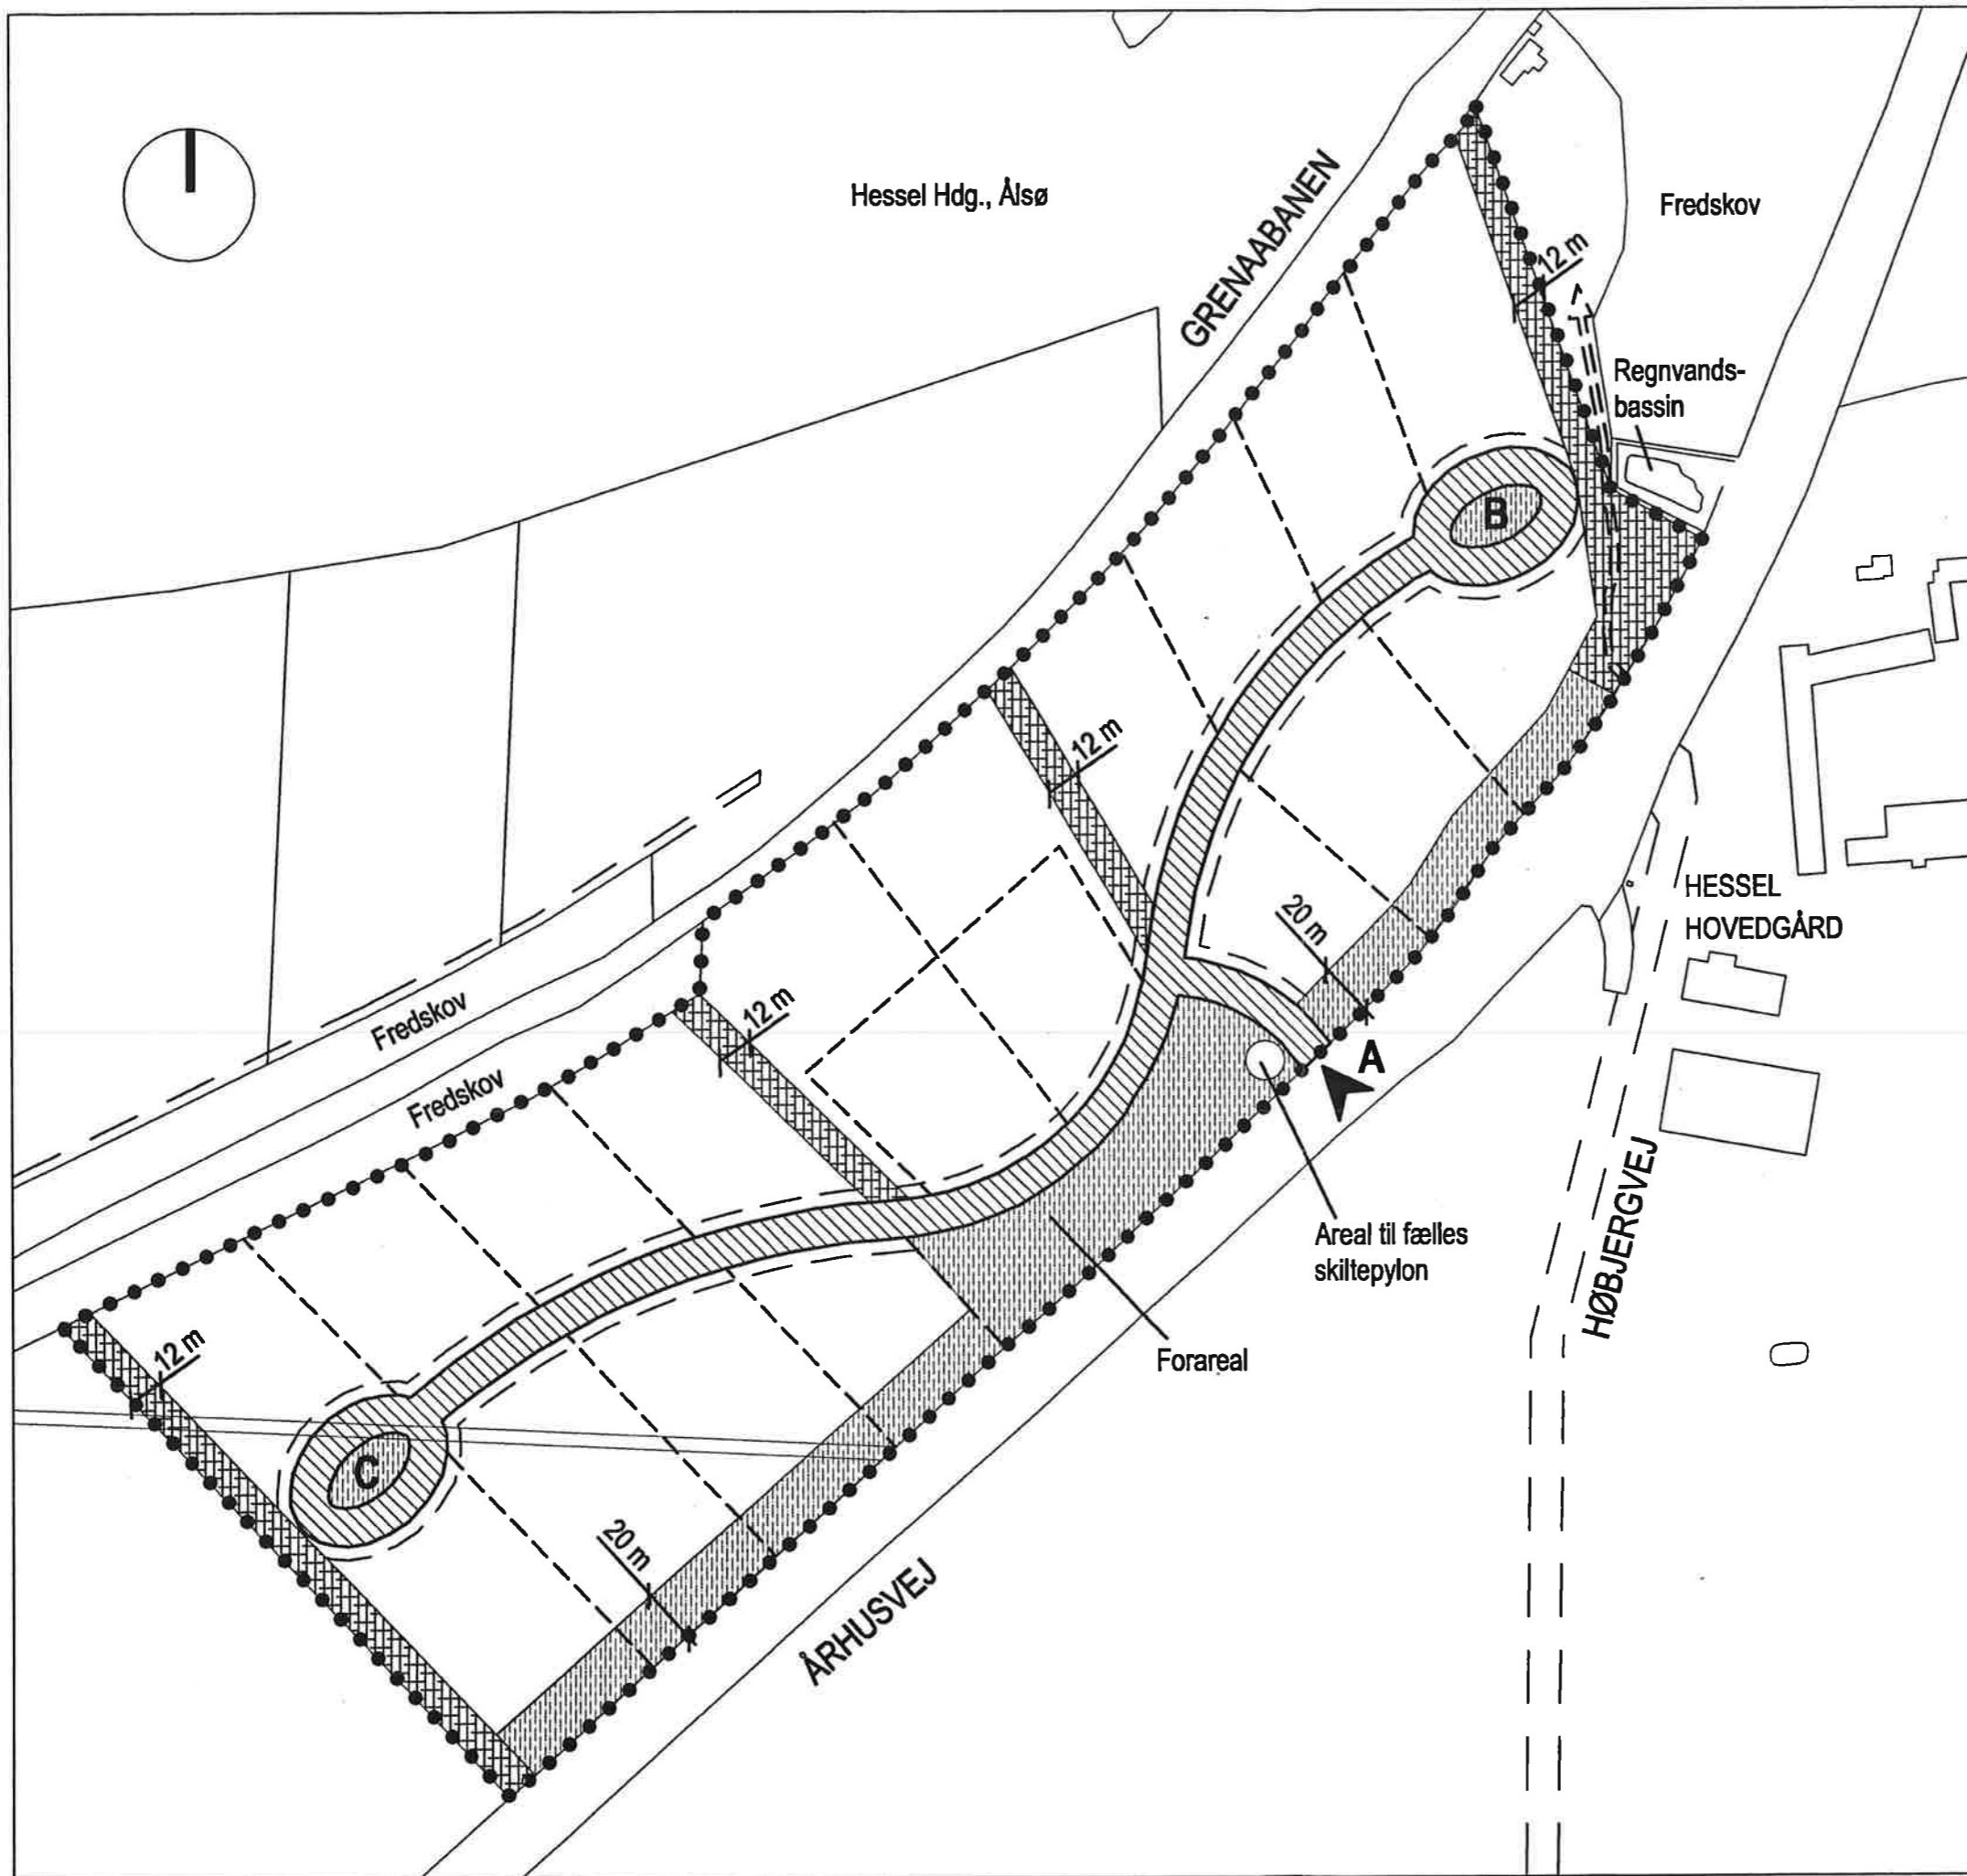 Hessel Hdg., Ålsø
GRENAABANEN
Fredskov
12 m
Regnvands-
bassin
B
12 m
HESSEL
HOVEDGÅRD
20 m
12 m
Fredskov
A
Fredskov
HØBJERGVEJ
Areal til fælles
skiltepylon
Forareal
12 m
C
20 m
ÅRHUSVEJ